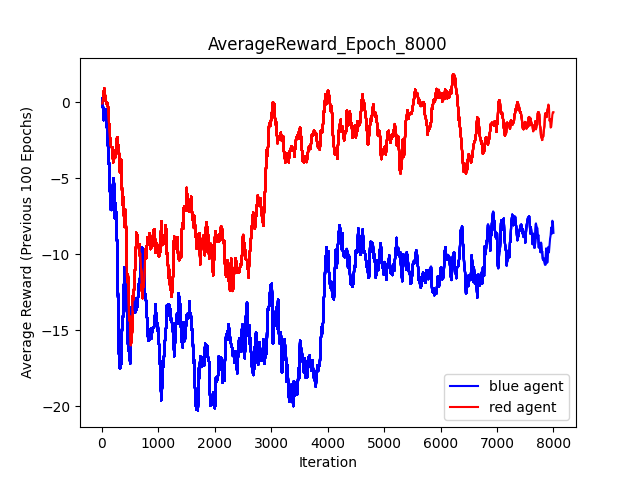 AverageReward_Epoch_8000
Average Reward (Previous 100 Epochs)
0
−5
−10
−15
−20
0 1000 2000 3000 4000 5000 6000 7000 8000
Iteration
blue agent
red agent